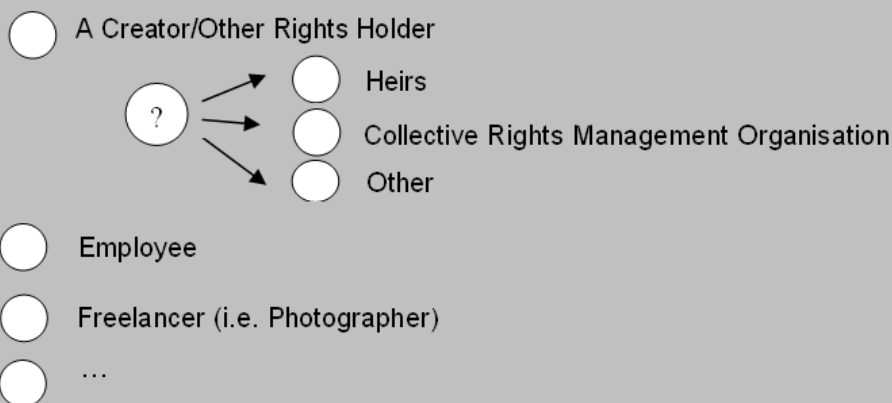 A Creator/Other Rights Holder
Heirs
?
Collective Rights Management Organisation
Other
Employee
Freelancer (i.e. Photographer)
...